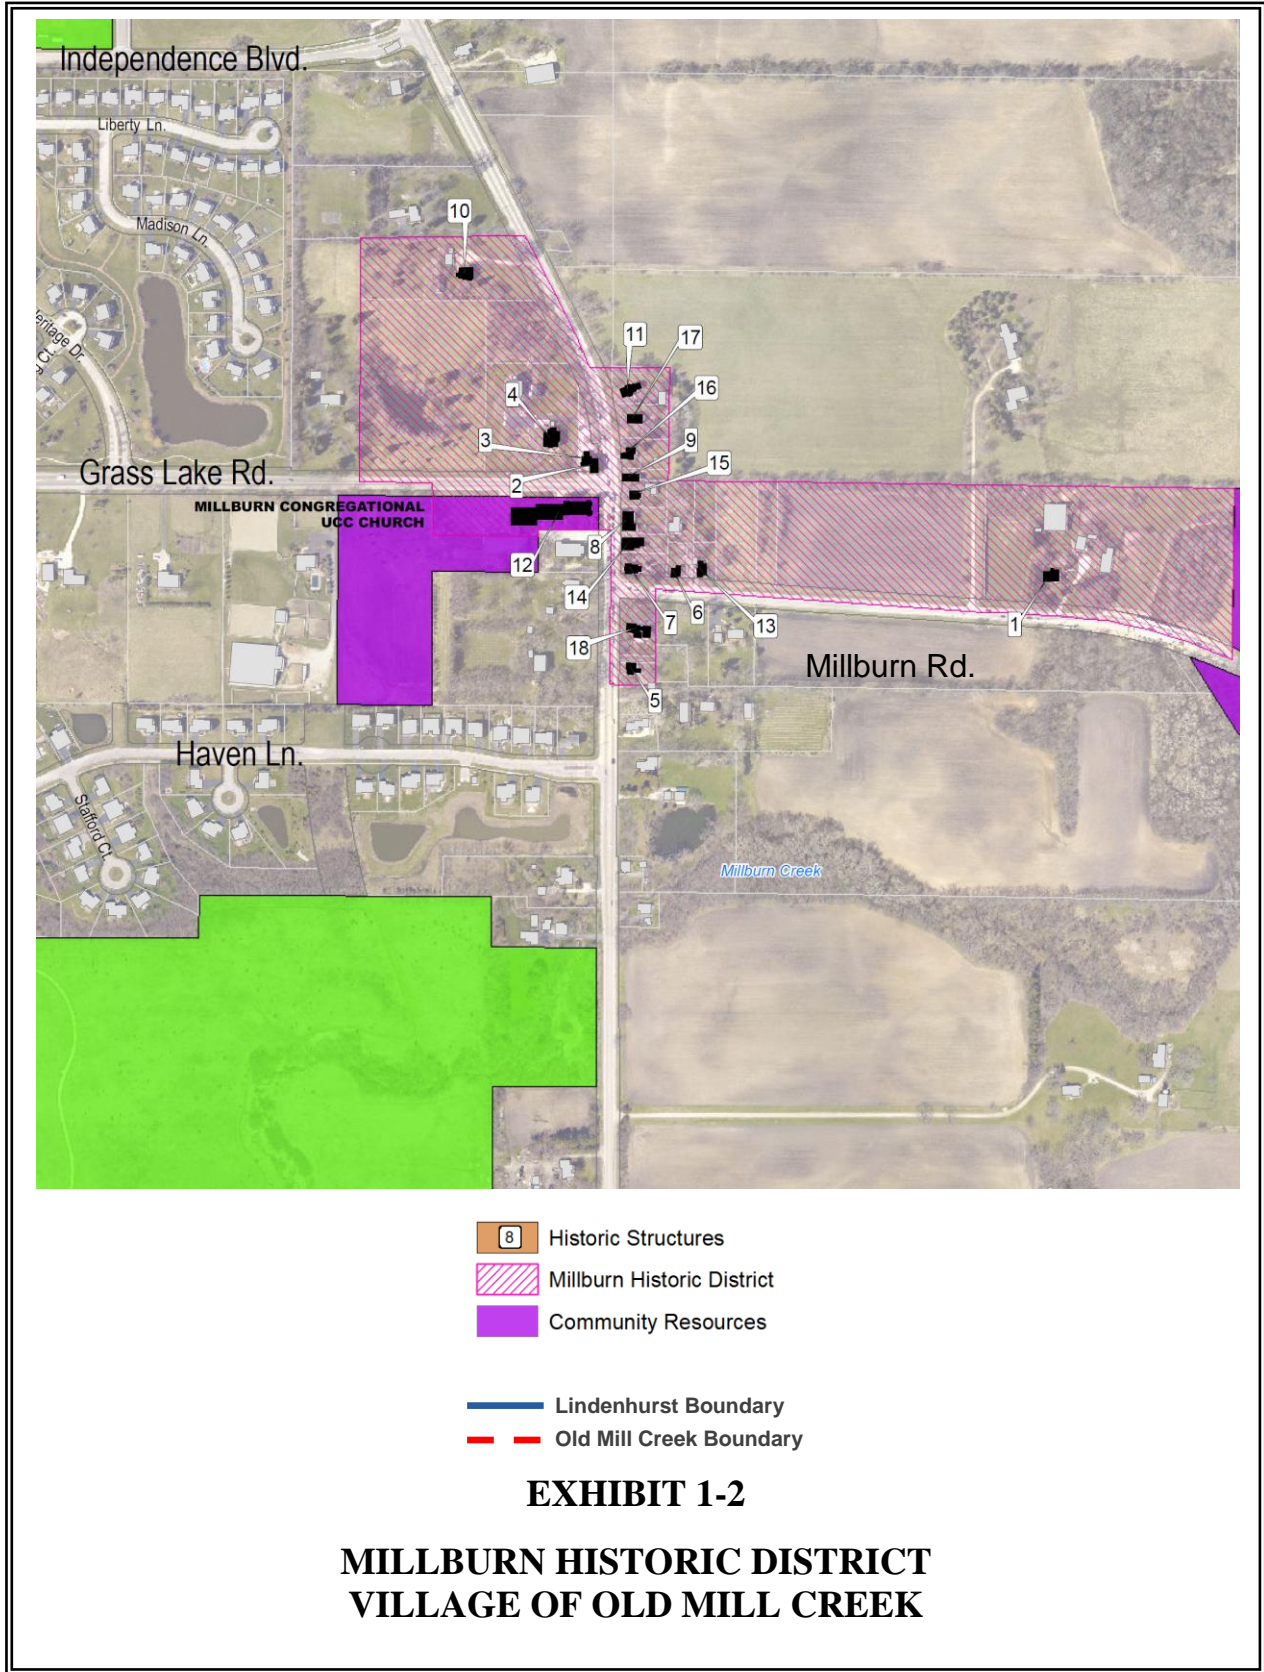 Independence Blvd.
Liberty Ln.
Madison Ln.
10
11
17
16
4
3
9
15
2
Grass Lake Rd.
MILLBURN CONGREGATIONAL
UCC CHURCH
8
12
14
6
7
13
1
18
5
Millburn Rd.
Haven Ln.
Stafford Ct.
Millburn Creek
8 Historic Structures
Millburn Historic District
Community Resources
Lindenhurst Boundary
Old Mill Creek Boundary
EXHIBIT 1-2
MILLBURN HISTORIC DISTRICT
VILLAGE OF OLD MILL CREEK